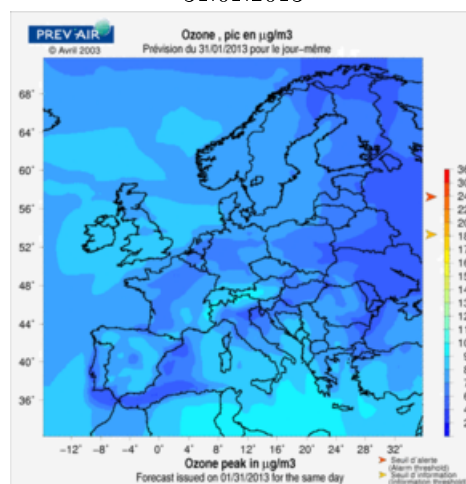 PREV'AIR
© Avril 2003
Ozone , pic en µg/m3
Prévision du 31/01/2013 pour le jour-même
68°
64°
60°
56°
52°
48°
44°
40°
36°
-12° -8° -4° 0° 4° 8° 12° 16° 20° 24° 28° 32°
Ozone peak in µg/m3
Forecast issued on 01/31/2013 for the same day
Seuil d'alerte
(Alarm threshold)
Seuil d'information
(Information threshold)